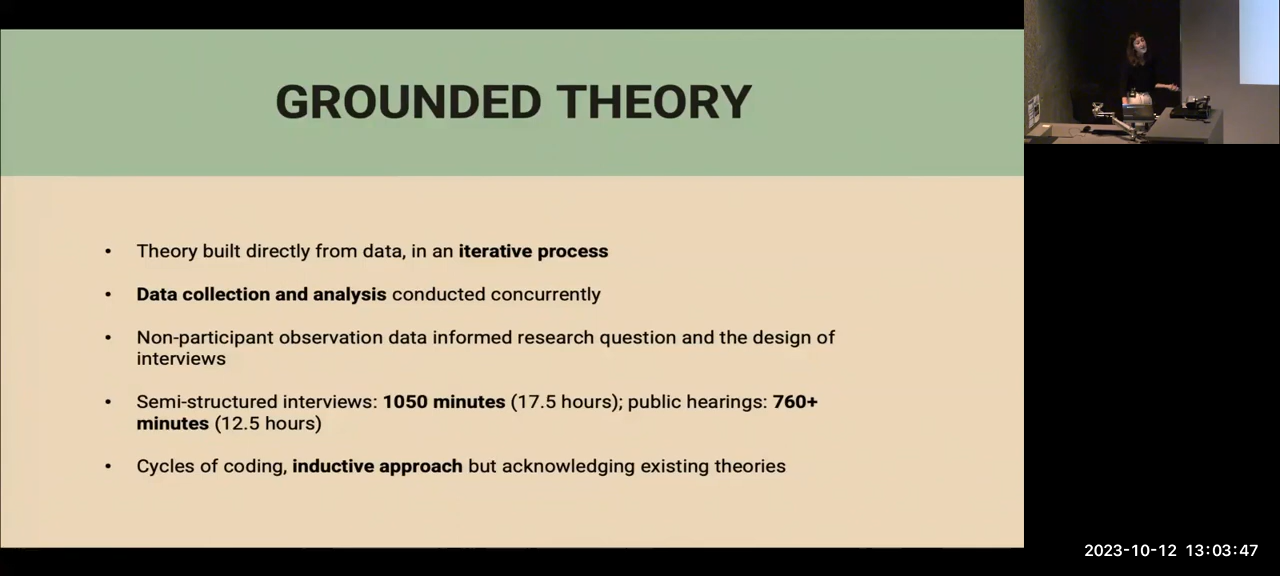 GROUNDED THEORY
• Theory built directly from data, in an iterative process
• Data collection and analysis conducted concurrently
• Non-participant observation data informed research question and the design of
interviews
• Semi-structured interviews: 1050 minutes (17.5 hours); public hearings: 760+
minutes (12.5 hours)
• Cycles of coding, inductive approach but acknowledging existing theories
2023-10-12 13:03:47